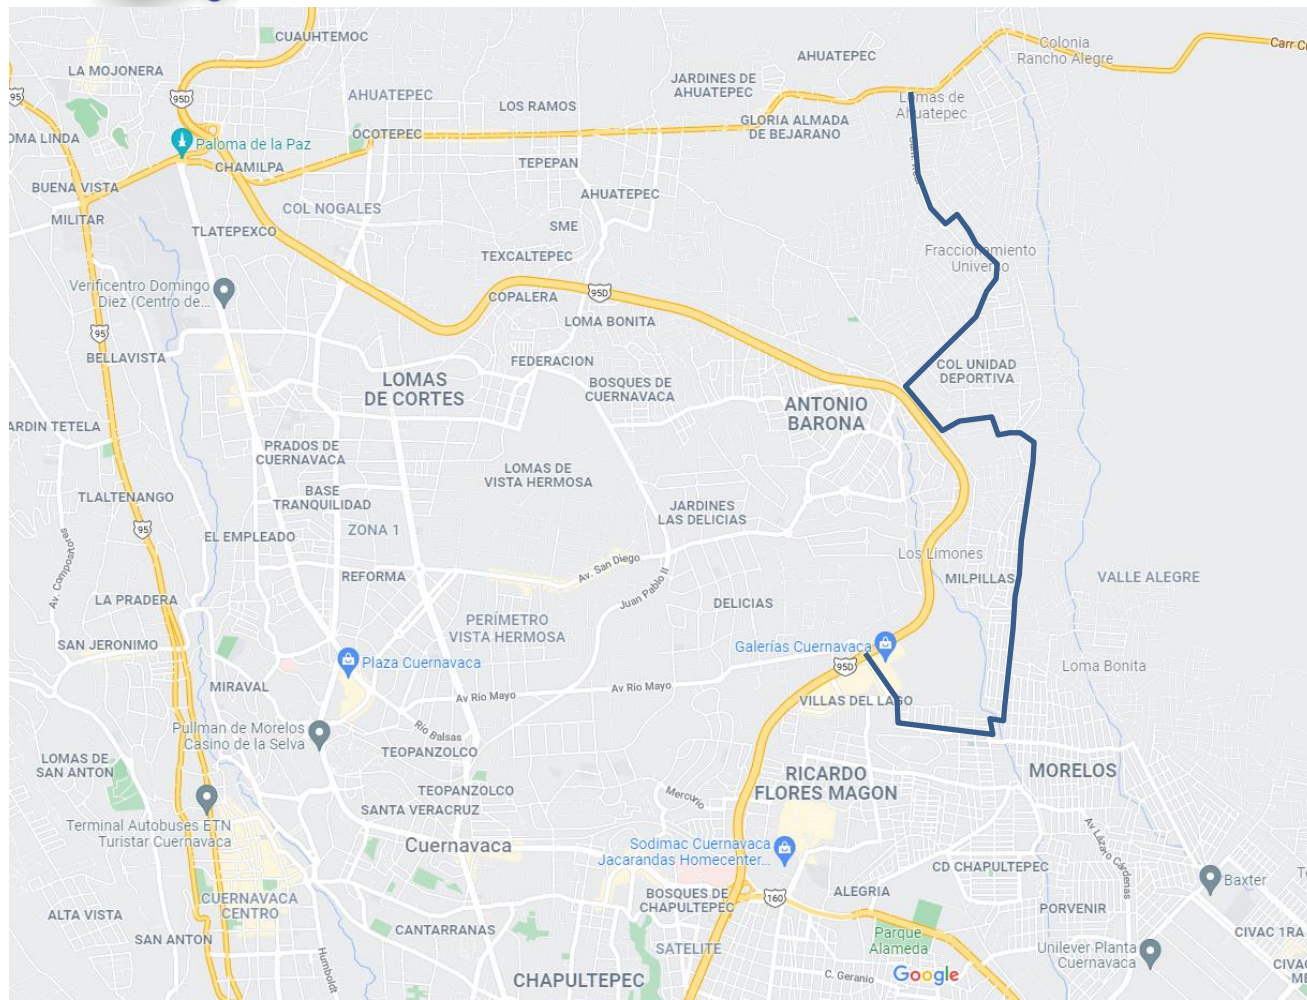 CUAUHTEMOC
Colonia
Rancho Alegre
Carr C
LA MOJONERA
AHUATEPEC
JARDINES DE
AHUATEPEC
95
95D
AHUATEPEC
LOS RAMOS
Lomas de
Ahuatepec
OMA LINDA
Paloma de la Paz
OCOTEPEC
GLORIA ALMADA
DE BEJARANO
CHAMILPA
TEPEPAN
BUENA VISTA
AHUATEPEC
MILITAR
COL NOGALES
TLATEPEXCO
SME
TEXCALTEPEC
Fraccionamiento
Universo
Verificentro Domingo
Diez (Centro de...
COPALERA
95D
LOMA BONITA
95
BELLAVISTA
FEDERACION
COL UNIDAD
DEPORTIVA
LOMAS
DE CORTES
BOSQUES DE
CUERNAVACA
ANTONIO
BARONA
ARDIN TETELA
PRADOS DE
CUERNAVACA
LOMAS DE
VISTA HERMOSA
TLALTENANGO
BASE
TRANQUILIDAD
JARDINES
LAS DELICIAS
95
ZONA 1
EL EMPLEADO
Av. Compositores
Av. San Diego
Los Limones
REFORMA
MILPILLAS
VALLE ALEGRE
Juan Pablo II
LA PRADERA
DELICIAS
PERÍMETRO
VISTA HERMOSA
SAN JERONIMO
Galerías Cuernavaca
Plaza Cuernavaca
95D
Loma Bonita
MIRAVAL
Av Río Mayo
Av Río Mayo
VILLAS DEL LAGO
Pullman de Morelos
Casino de la Selva
Río Balsas
TEOPANZOLCO
LOMAS DE
SAN ANTON
RICARDO
FLORES MAGON
MORELOS
TEOPANZOLCO
Mercurio
SANTA VERACRUZ
Terminal Autobuses ETN
Turistar Cuernavaca
Cuernavaca
Sodimac Cuernavaca
Jacarandas Homecenter...
Av Lázaro Cárdenas
CD CHAPULTEPEC
Baxter
BOSQUES DE
CHAPULTEPEC
160
ALEGRIA
CUERNAVACA
CENTRO
PORVENIR
ALTA VISTA
CANTARRANAS
Parque
Alameda
CIVAC 1RA
SAN ANTON
SATELITE
Unilever Planta
Cuernavaca
Humboldt
CHAPULTEPEC
C. Geranio
Google